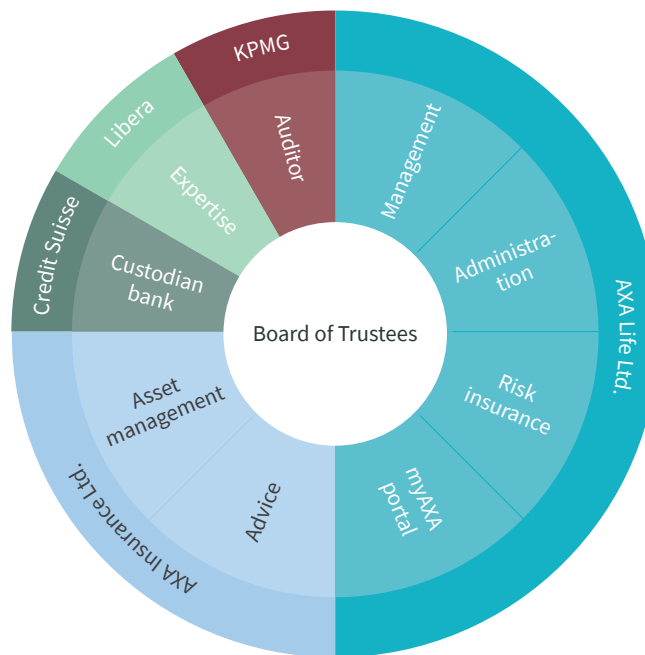 KPMG
Libera
Credit Suisse
AXA Insurance Ltd.
AXA Life Ltd.
Auditor
Expertise
Custodian
bank
Asset
management
Advice
Management
Administra-
tion
Risk
insurance
myAXA
portal
Board of Trustees